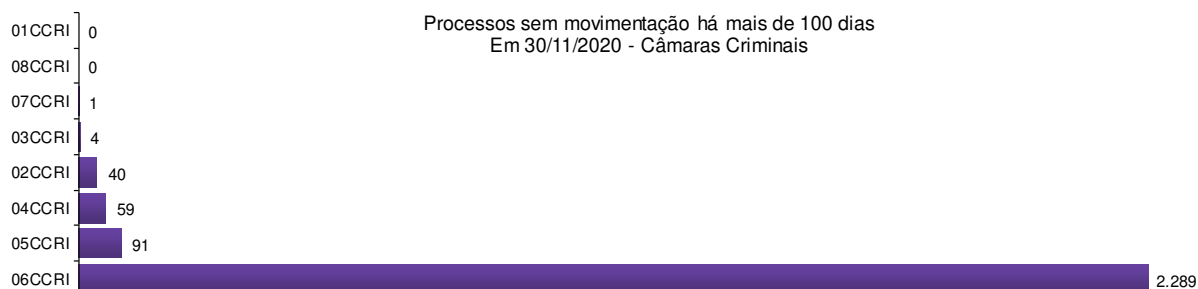 Processos sem movimentação há mais de 100 dias
Em 30/11/2020 - Câmaras Criminais
01CCRI 0
08CCRI 0
07CCRI 1
03CCRI 4
02CCRI 40
04CCRI 59
05CCRI 91
06CCRI 2.289